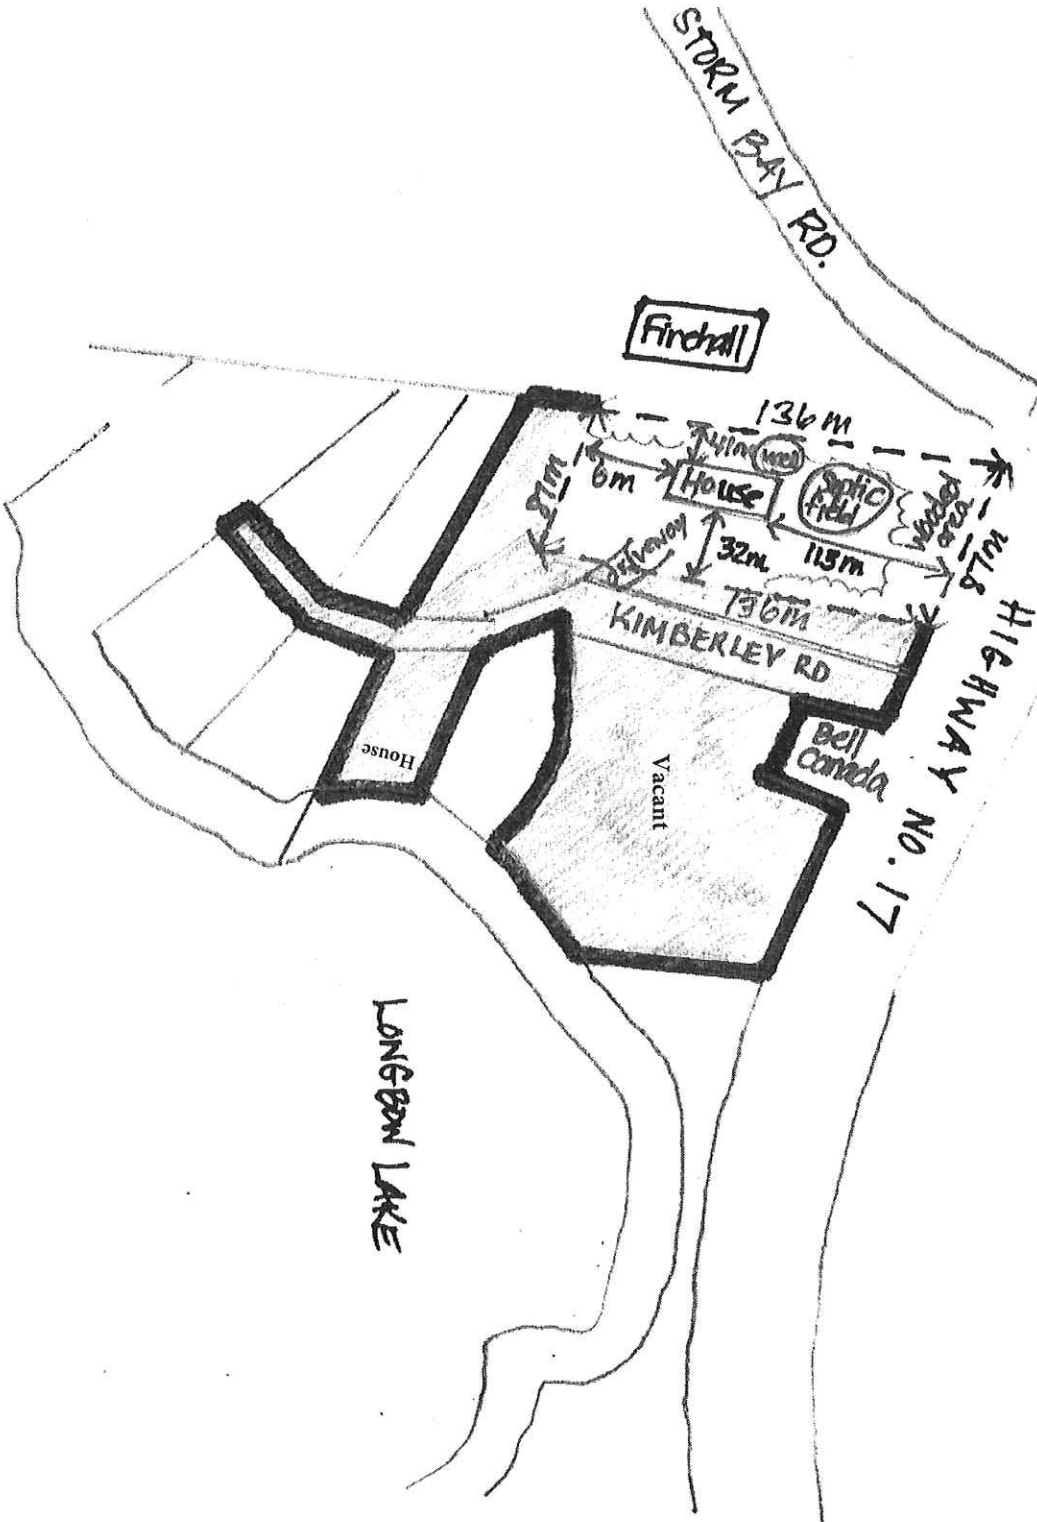 STORM BAY RD.
Firehall
136m
41m
well
Septic
field
wooded
area
87m
House
6m
87m
32m
113m
driveway
136m
KIMBERLEY RD
HIGHWAY NO. 17
Bell
Canada
Vacant
House
LONGBOW LAKE